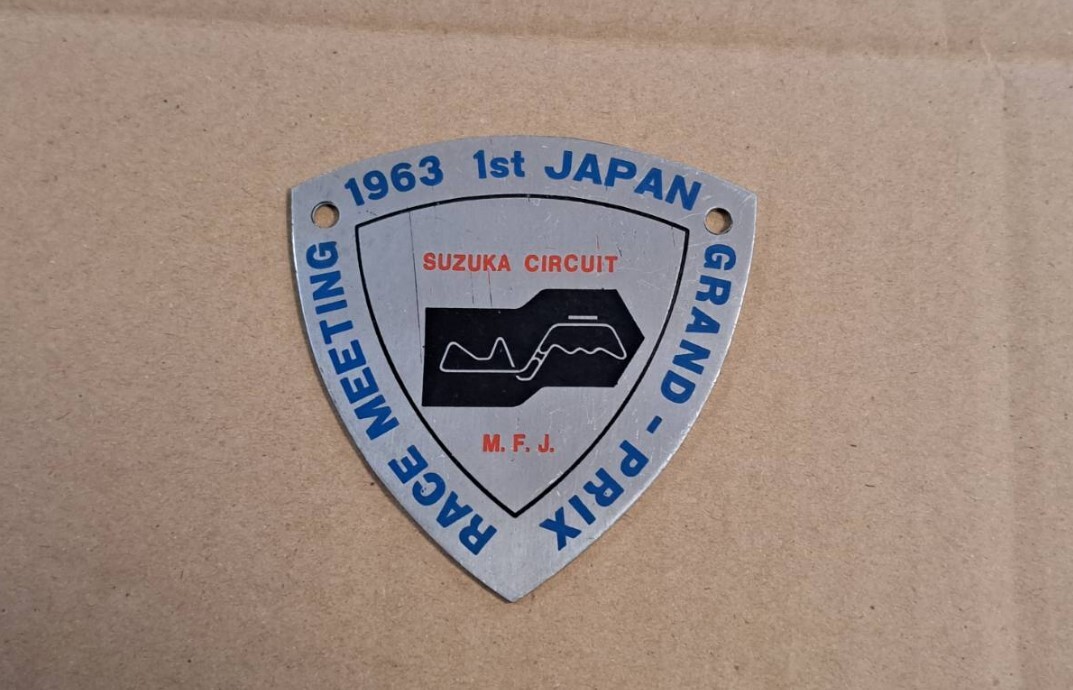 1963 1st JAPAN
GRAND-PRIX
RACE MEETING
SUZUKA CIRCUIT
M. F. J.